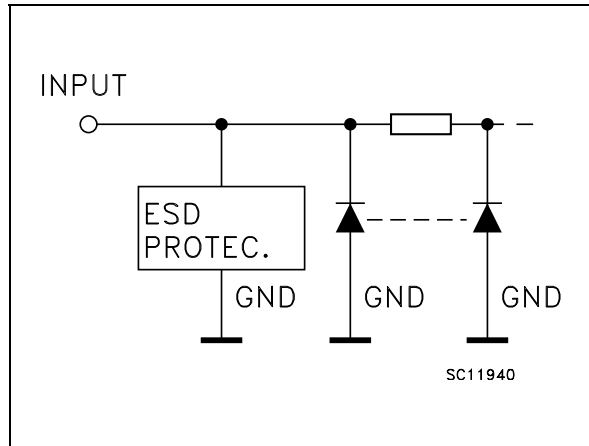 INPUT
ESD
PROTEC.
GND
GND
GND
SC11940